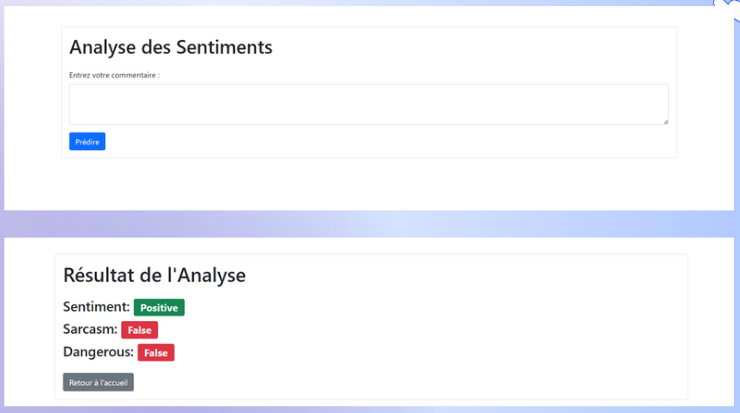 Analyse des Sentiments
Entrez votre commentaire :
Prédire
Résultat de l'Analyse
Sentiment: Positive
Sarcasm: False
Dangerous: False
Retour à l'accueil